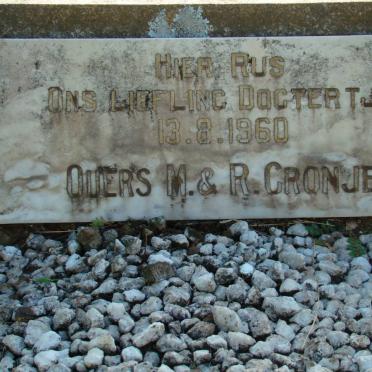 HIER RUS
ONS LIEFLING DOGTERTJ
13.8.1960
OUERS M. & R. CRONJE